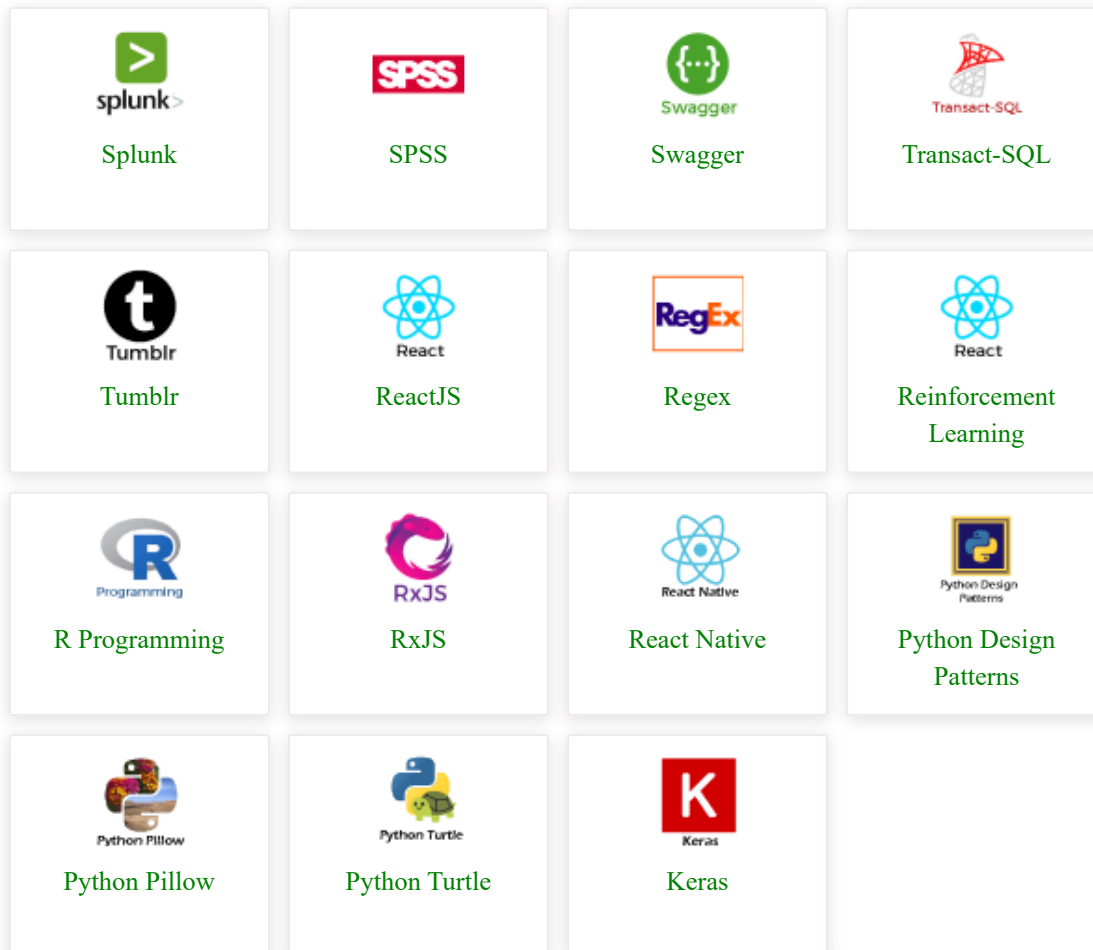 splunk>
Splunk
SPSS
SPSS
{···}
Swagger
Swagger
Transact-SQL
Transact-SQL
t
Tumblr
Tumblr
React
ReactJS
RegEx
Regex
React
Reinforcement
Learning
R
Programming
R Programming
RxJS
RxJS
React Native
React Native
Python Design
Patterns
Python Design
Patterns
Python Pillow
Python Pillow
Python Turtle
Python Turtle
K
Keras
Keras